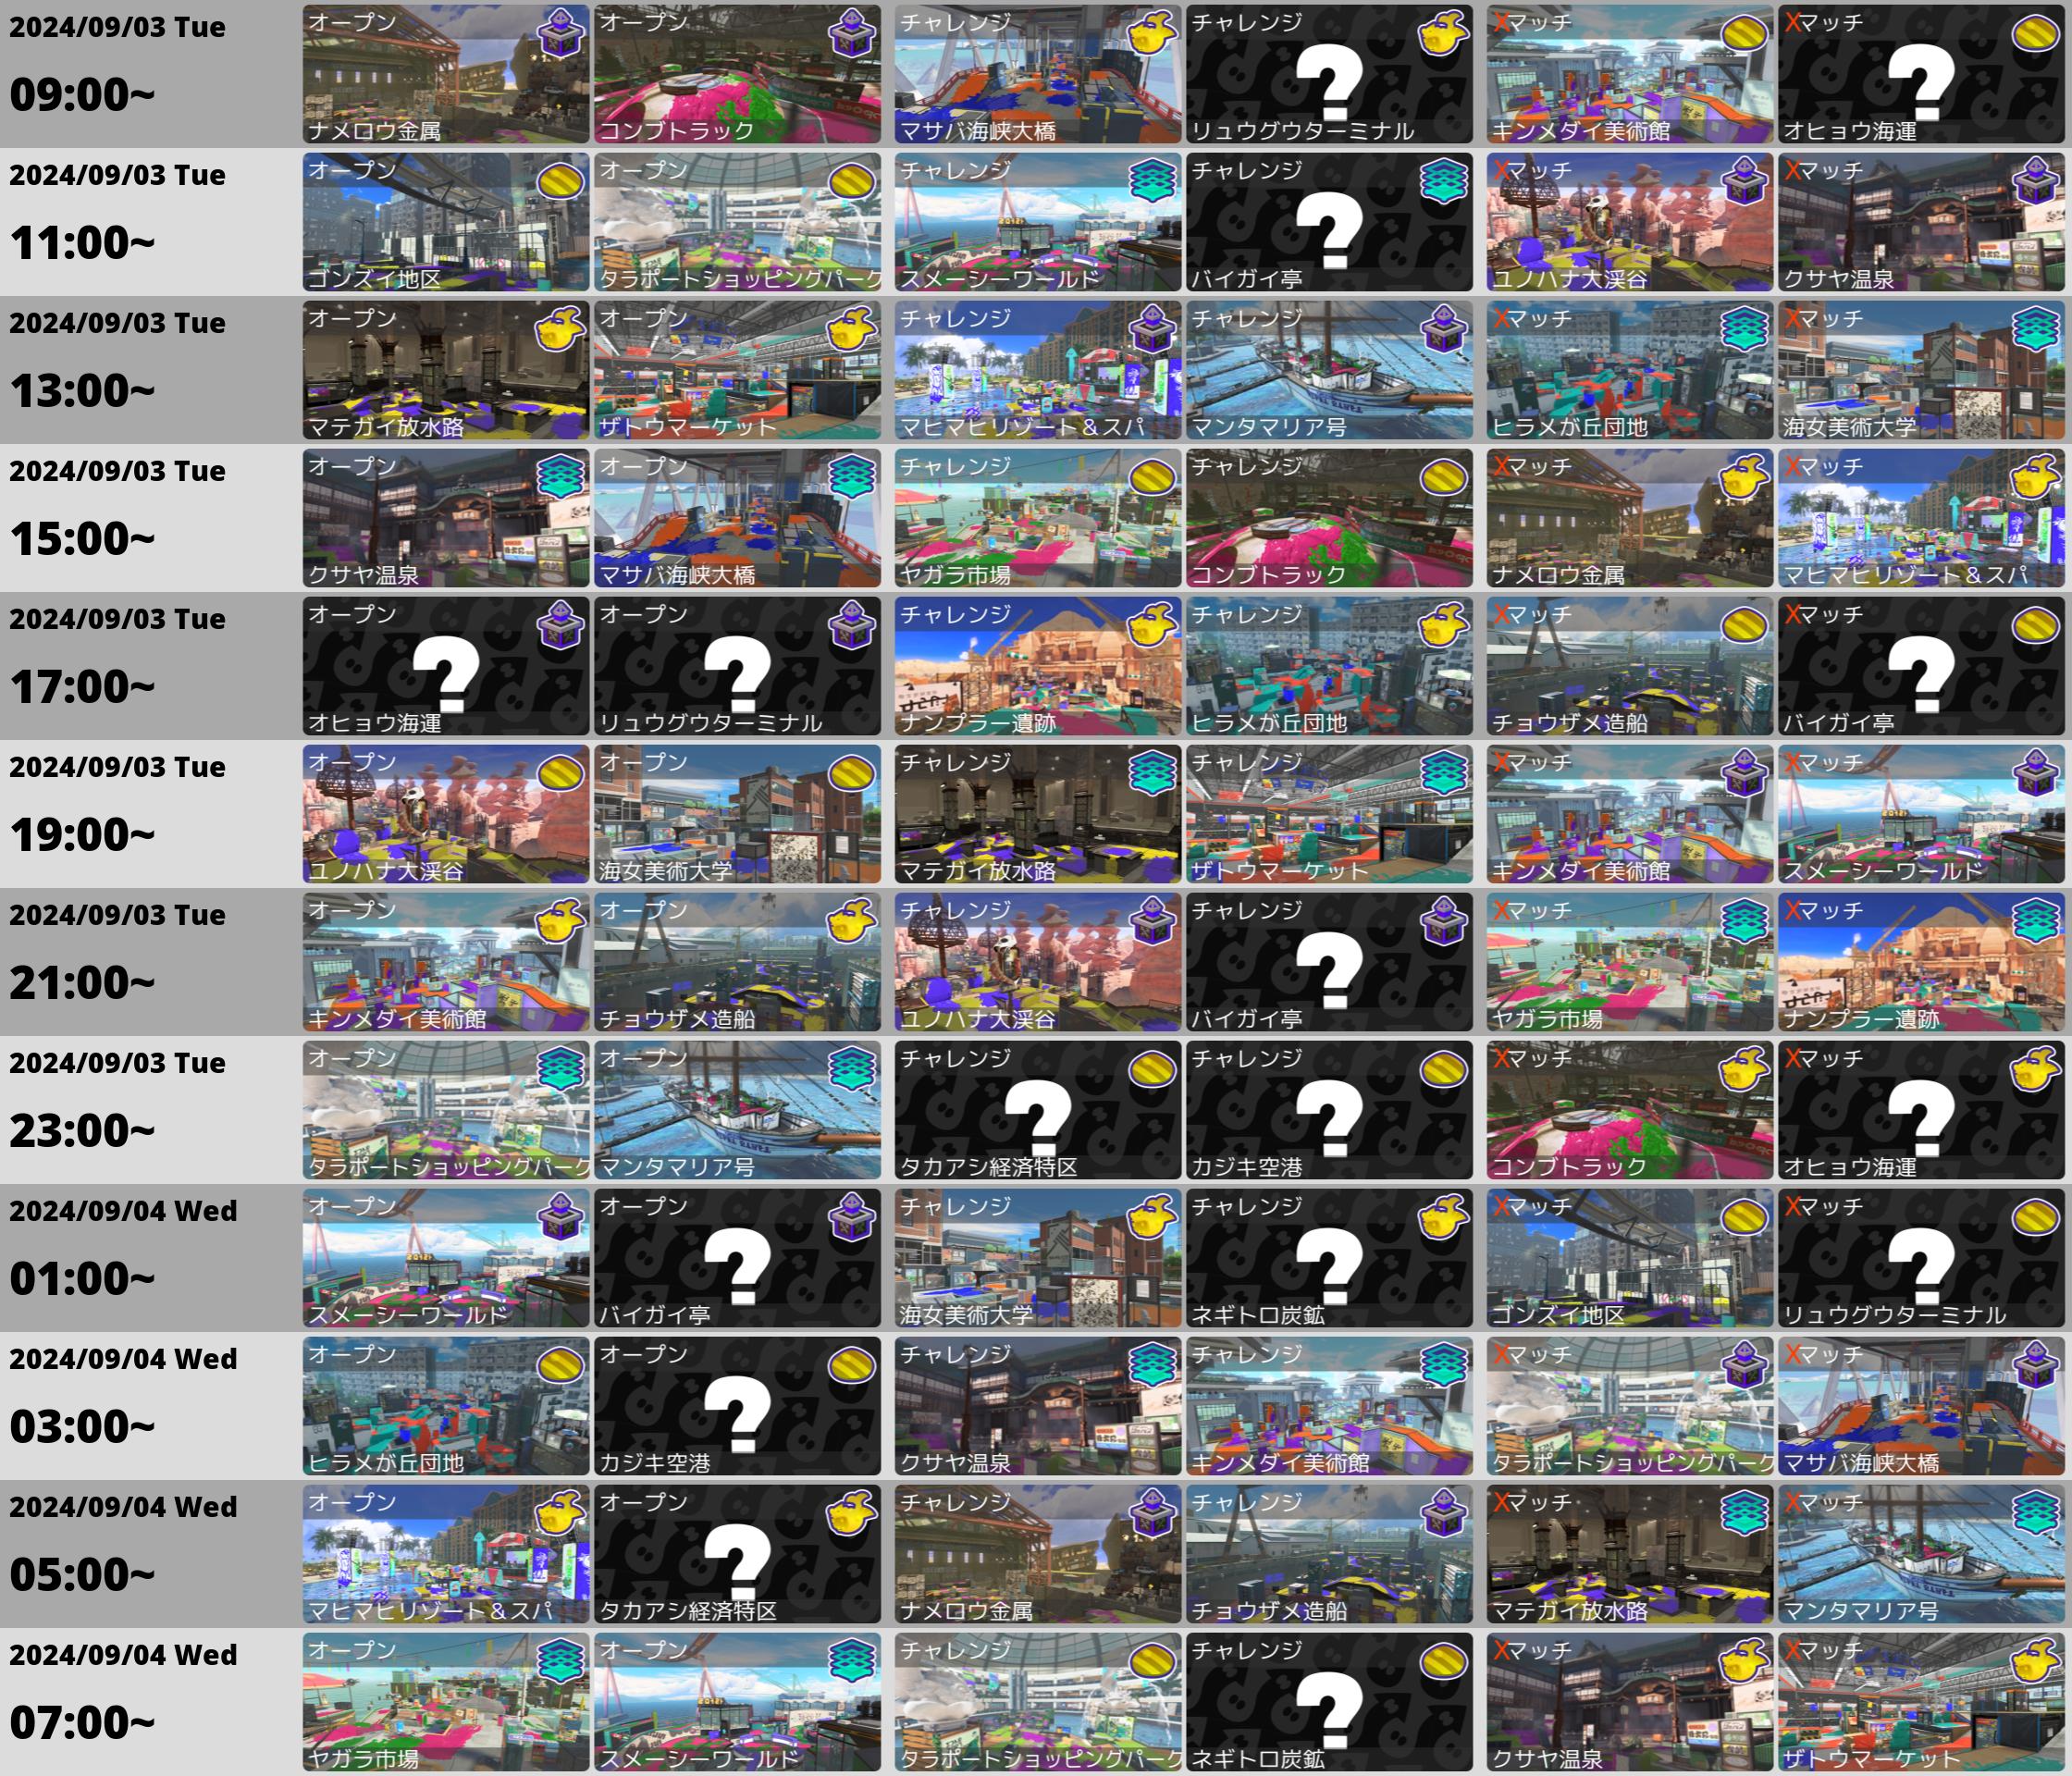 2024/09/03 Tue
09:00~
オープン
ナメロウ金属
オープン
コンブトラック
チャレンジ
マサバ海峡大橋
チャレンジ
リュウグウターミナル
Xマッチ
キンメダイ美術館
Xマッチ
オヒョウ海運
2024/09/03 Tue
11:00~
オープン
ゴンズイ地区
オープン
タラポートショッピングパーク
チャレンジ
スメーシーワールド
チャレンジ
バイガイ亭
Xマッチ
ユノハナ大渓谷
Xマッチ
クサヤ温泉
2024/09/03 Tue
13:00~
オープン
マテガイ放水路
オープン
ザトウマーケット
チャレンジ
マヒマヒリゾート&スパ
チャレンジ
マンタマリア号
Xマッチ
ヒラメが丘団地
Xマッチ
海女美術大学
2024/09/03 Tue
15:00~
オープン
クサヤ温泉
オープン
マサバ海峡大橋
チャレンジ
ヤガラ市場
チャレンジ
コンブトラック
Xマッチ
ナメロウ金属
Xマッチ
マヒマヒリゾート&スパ
2024/09/03 Tue
17:00~
オープン
オヒョウ海運
オープン
リュウグウターミナル
チャレンジ
ナンプラー遺跡
チャレンジ
ヒラメが丘団地
Xマッチ
チョウザメ造船
Xマッチ
バイガイ亭
2024/09/03 Tue
19:00~
オープン
ユノハナ大渓谷
オープン
海女美術大学
チャレンジ
マテガイ放水路
チャレンジ
ザトウマーケット
Xマッチ
キンメダイ美術館
Xマッチ
スメーシーワールド
2024/09/03 Tue
21:00~
オープン
キンメダイ美術館
オープン
チョウザメ造船
チャレンジ
ユノハナ大渓谷
チャレンジ
バイガイ亭
Xマッチ
ヤガラ市場
Xマッチ
ナンプラー遺跡
2024/09/03 Tue
23:00~
オープン
タラポートショッピングパーク
オープン
マンタマリア号
チャレンジ
タカアシ経済特区
チャレンジ
カジキ空港
Xマッチ
コンブトラック
Xマッチ
オヒョウ海運
2024/09/04 Wed
01:00~
オープン
スメーシーワールド
オープン
バイガイ亭
チャレンジ
海女美術大学
チャレンジ
ネギトロ炭鉱
Xマッチ
ゴンズイ地区
Xマッチ
リュウグウターミナル
2024/09/04 Wed
03:00~
オープン
ヒラメが丘団地
オープン
カジキ空港
チャレンジ
クサヤ温泉
チャレンジ
キンメダイ美術館
Xマッチ
タラポートショッピングパーク
Xマッチ
マサバ海峡大橋
2024/09/04 Wed
05:00~
オープン
マヒマヒリゾート&スパ
オープン
タカアシ経済特区
チャレンジ
ナメロウ金属
チャレンジ
チョウザメ造船
Xマッチ
マテガイ放水路
Xマッチ
マンタマリア号
2024/09/04 Wed
07:00~
オープン
ヤガラ市場
オープン
スメーシーワールド
チャレンジ
タラポートショッピングパーク
チャレンジ
ネギトロ炭鉱
Xマッチ
クサヤ温泉
Xマッチ
ザトウマーケット